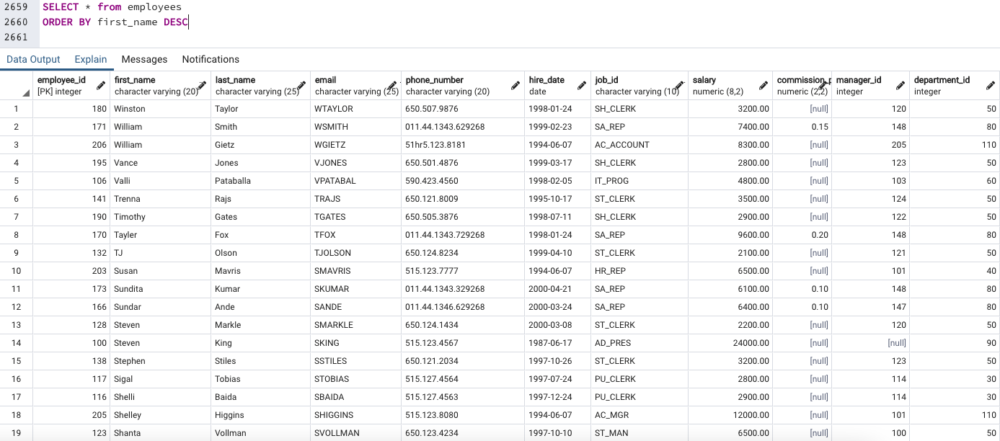 2659 SELECT * from employees
2660 ORDER BY first_name DESC
2661
Data Output Explain Messages Notifications
employee_id first_name last_name email phone_number hire_date job_id salary commission_p manager_id department_id
[PK] integer character varying (20) character varying (25) character varying (25) character varying (20) date character varying (10) numeric (8,2) numeric (2,2) integer integer
1 180 Winston Taylor WTAYLOR 650.507.9876 1998-01-24 SH_CLERK 3200.00 [null] 120 50
2 171 William Smith WSMITH 011.44.1343.629268 1999-02-23 SA_REP 7400.00 0.15 148 80
3 206 William Gietz WGIETZ 51hr5.123.8181 1994-06-07 AC_ACCOUNT 8300.00 [null] 205 110
4 195 Vance Jones VJONES 650.501.4876 1999-03-17 SH_CLERK 2800.00 [null] 123 50
5 106 Valli Pataballa VPATABAL 590.423.4560 1998-02-05 IT_PROG 4800.00 [null] 103 60
6 141 Trenna Rajs TRAJS 650.121.8009 1995-10-17 ST_CLERK 3500.00 [null] 124 50
7 190 Timothy Gates TGATES 650.505.3876 1998-07-11 SH_CLERK 2900.00 [null] 122 50
8 170 Tayler Fox TFOX 011.44.1343.729268 1998-01-24 SA_REP 9600.00 0.20 148 80
9 132 TJ Olson TJOLSON 650.124.8234 1999-04-10 ST_CLERK 2100.00 [null] 121 50
10 203 Susan Mavris SMAVRIS 515.123.7777 1994-06-07 HR_REP 6500.00 [null] 101 40
11 173 Sundita Kumar SKUMAR 011.44.1343.329268 2000-04-21 SA_REP 6100.00 0.10 148 80
12 166 Sundar Ande SANDE 011.44.1346.629268 2000-03-24 SA_REP 6400.00 0.10 147 80
13 128 Steven Markle SMARKLE 650.124.1434 2000-03-08 ST_CLERK 2200.00 [null] 120 50
14 100 Steven King SKING 515.123.4567 1987-06-17 AD_PRES 24000.00 [null] [null] 90
15 138 Stephen Stiles SSTILES 650.121.2034 1997-10-26 ST_CLERK 3200.00 [null] 123 50
16 117 Sigal Tobias STOBIAS 515.127.4564 1997-07-24 PU_CLERK 2800.00 [null] 114 30
17 116 Shelli Baida SBAIDA 515.127.4563 1997-12-24 PU_CLERK 2900.00 [null] 114 30
18 205 Shelley Higgins SHIGGINS 515.123.8080 1994-06-07 AC_MGR 12000.00 [null] 101 110
19 123 Shanta Vollman SVOLLMAN 650.123.4234 1997-10-10 ST_MAN 6500.00 [null] 100 50